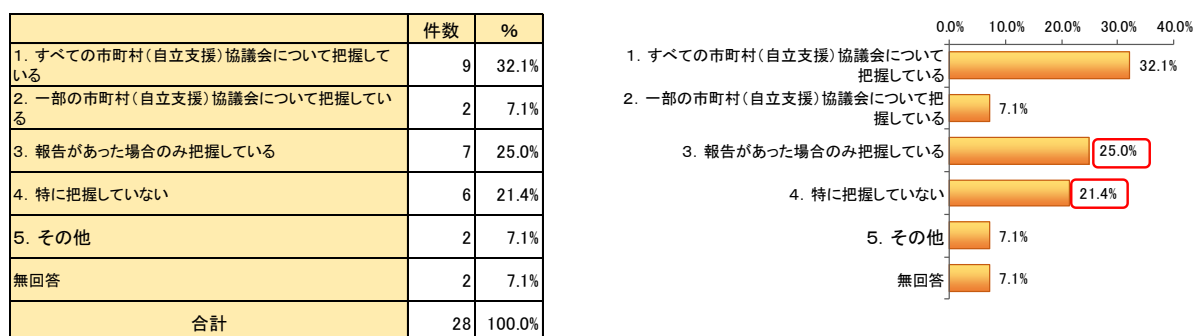 件数 %
1．すべての市町村（自立支援）協議会について把握して
いる
9 32.1%
2．一部の市町村（自立支援）協議会について把握してい
る
2 7.1%
3．報告があった場合のみ把握している 7 25.0%
4．特に把握していない 6 21.4%
5．その他 2 7.1%
無回答 2 7.1%
合計 28 100.0%
0.0% 10.0% 20.0% 30.0% 40.0%
1．すべての市町村（自立支援）協議会について
把握している
32.1%
2．一部の市町村（自立支援）協議会について把
握している
7.1%
3．報告があった場合のみ把握している 25.0%
4．特に把握していない 21.4%
5．その他 7.1%
無回答 7.1%